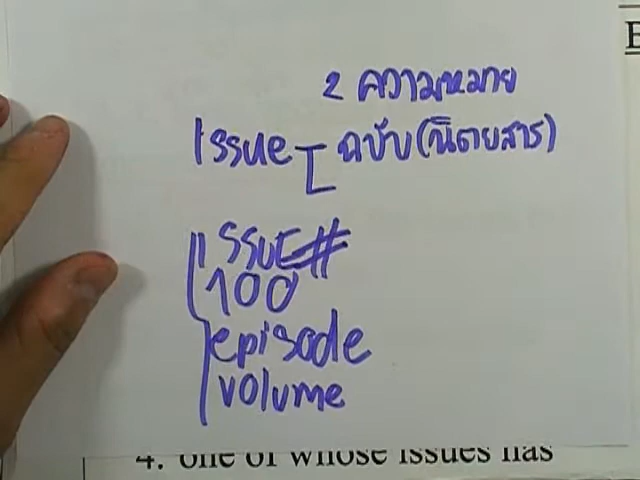 2 ความหมาย
Issue ฉบับ(นิตยสาร)
ISSUE#
100
episode
volume
E
4. one of whose issues has